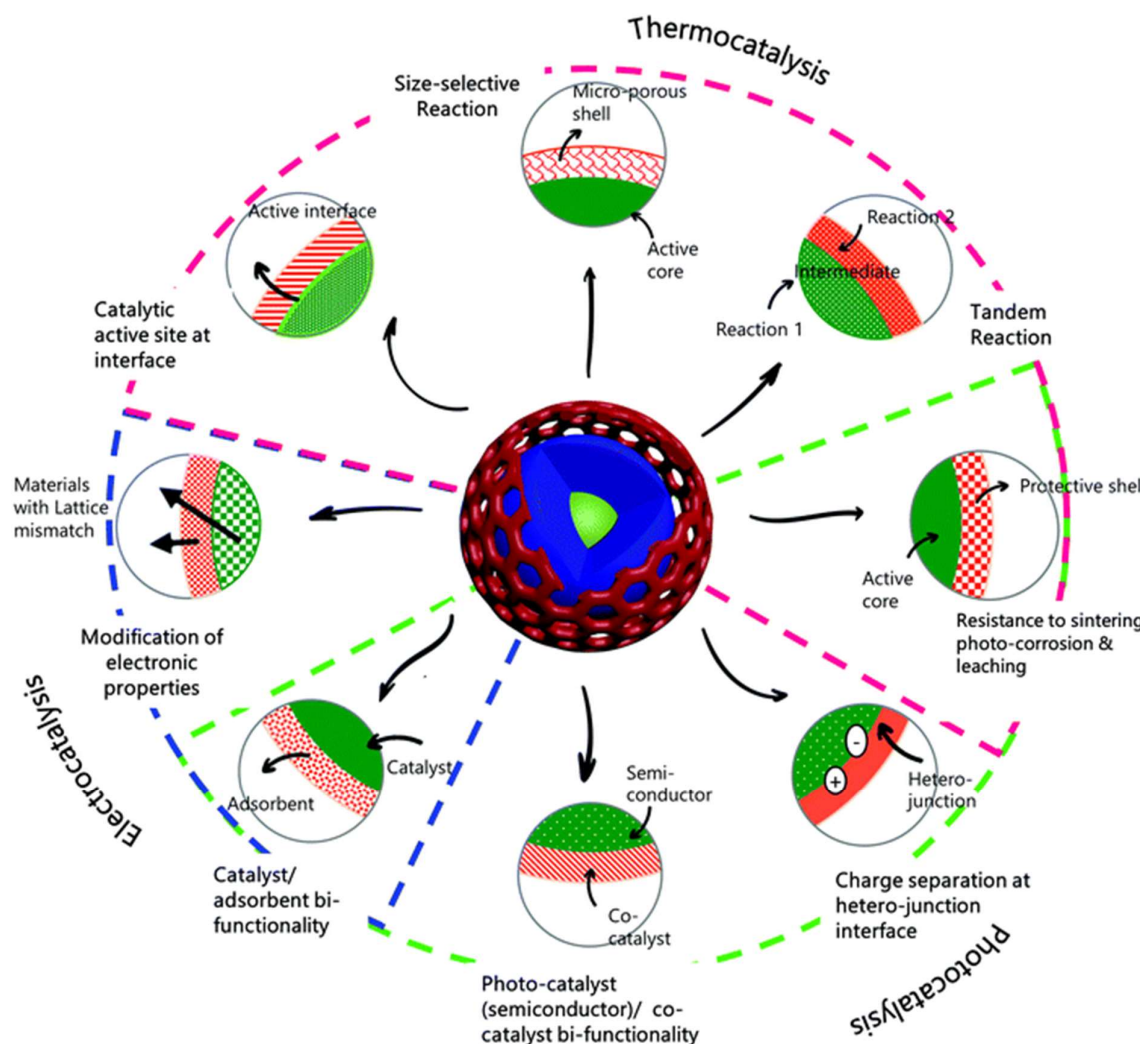 Thermocatalysis
Size-selective
Reaction
Micro-porous
shell
Active
core
Active interface
Catalytic
active site at
interface
Reaction 2
Intermediate
Reaction 1
Tandem
Reaction
Materials
with Lattice
mismatch
Modification of
electronic
properties
Protective shell
Active
core
Resistance to sintering
photo-corrosion &
leaching
Electrocatalysis
Catalyst
Adsorbent
Catalyst/
adsorbent bi-
functionality
Semi-
conductor
Co-
catalyst
Photo-catalyst
(semiconductor)/ co-
catalyst bi-functionality
-
+
Hetero-
junction
Charge separation at
hetero-junction
interface
Photocatalysis